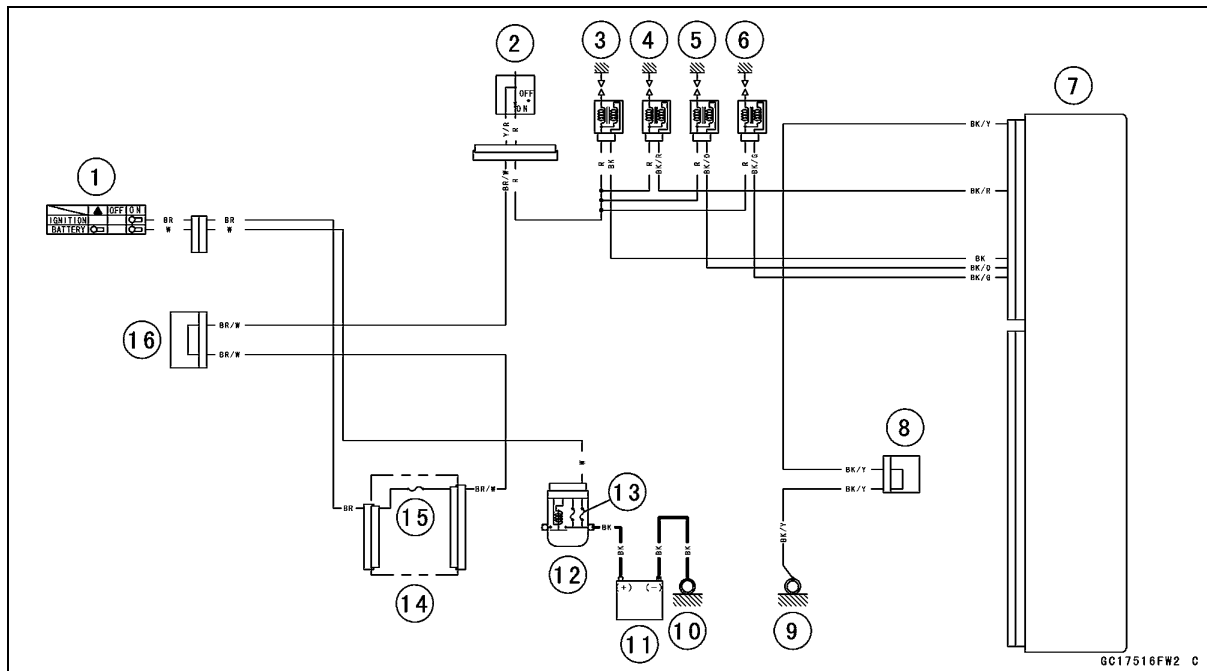 2
3
4
5
6
7
OFF
ON
Y/R
R
BR/W
R
R
BK
R
BK/R
R
BK/O
R
BK/G
BK/Y
BK/R
BK
BK/O
BK/G
1
OFF ON
IGNITION
BATTERY
BR
W
BR
W
16
BR/W
BR/W
8
BK/Y
BK/Y
BK/Y
W
13
BR
15
BR/W
BK
BK
BK
BK
(+) (-)
12
14
11
10
9
GC17516FW2 C